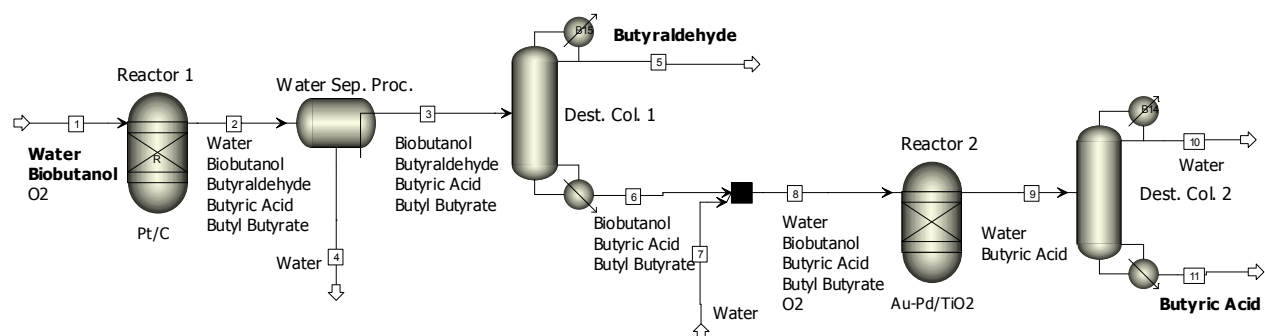 B15
Butyraldehyde
5
Reactor 1
Water Sep. Proc.
1
2
3
Dest. Col. 1
Water
Biobutanol
O2
R
Water
Biobutanol
Butyraldehyde
Butyric Acid
Butyl Butyrate
Biobutanol
Butyraldehyde
Butyric Acid
Butyl Butyrate
Pt/C
Water
4
6
Biobutanol
Butyric Acid
Butyl Butyrate
7
Water
8
Water
Biobutanol
Butyric Acid
Butyl Butyrate
O2
Reactor 2
Au-Pd/TiO2
9
Water
Butyric Acid
B14
10
Water
Dest. Col. 2
11
Butyric Acid